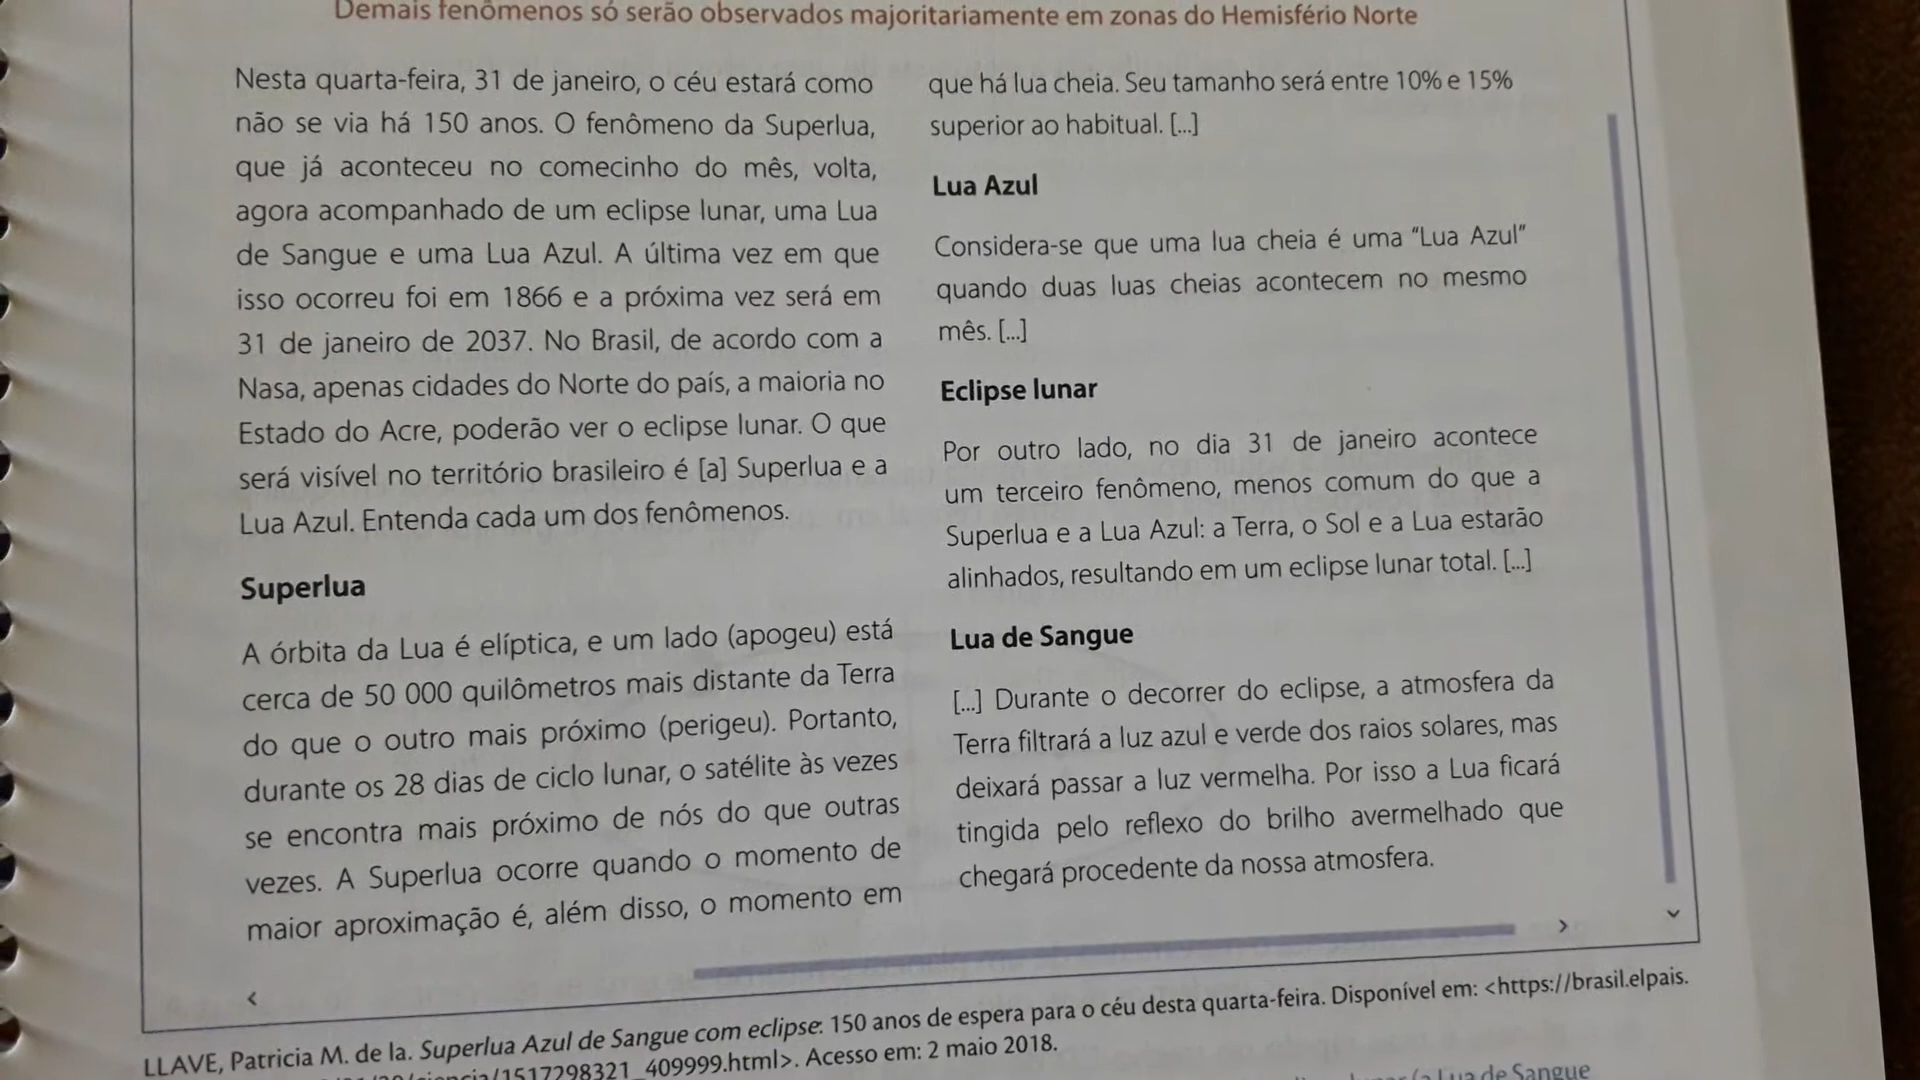 Demais fenômenos só serão observados majoritariamente em zonas do Hemisfério Norte
Nesta quarta-feira, 31 de janeiro, o céu estará como
não se via há 150 anos. O fenômeno da Superlua,
que já aconteceu no comecinho do mês, volta,
agora acompanhado de um eclipse lunar, uma Lua
de Sangue e uma Lua Azul. A última vez em que
isso ocorreu foi em 1866 e a próxima vez será em
31 de janeiro de 2037. No Brasil, de acordo com a
Nasa, apenas cidades do Norte do país, a maioria no
Estado do Acre, poderão ver o eclipse lunar. O que
será visível no território brasileiro é [a] Superlua e a
Lua Azul. Entenda cada um dos fenômenos.
Superlua
A órbita da Lua é elíptica, e um lado (apogeu) está
cerca de 50 000 quilômetros mais distante da Terra
do que o outro mais próximo (perigeu). Portanto,
durante os 28 dias de ciclo lunar, o satélite às vezes
se encontra mais próximo de nós do que outras
vezes. A Superlua ocorre quando o momento de
maior aproximação é, além disso, o momento em
que há lua cheia. Seu tamanho será entre 10% e 15%
superior ao habitual. [...]
Lua Azul
Considera-se que uma lua cheia é uma “Lua Azul”
quando duas luas cheias acontecem no mesmo
mês. [...]
Eclipse lunar
Por outro lado, no dia 31 de janeiro acontece
um terceiro fenômeno, menos comum do que a
Superlua e a Lua Azul: a Terra, o Sol e a Lua estarão
alinhados, resultando em um eclipse lunar total. [...]
Lua de Sangue
[...] Durante o decorrer do eclipse, a atmosfera da
Terra filtrará a luz azul e verde dos raios solares, mas
deixará passar a luz vermelha. Por isso a Lua ficará
tingida pelo reflexo do brilho avermelhado que
chegará procedente da nossa atmosfera.
LLAVE, Patricia M. de la. Superlua Azul de Sangue com eclipse: 150 anos de espera para o céu desta quarta-feira. Disponível em: <https://brasil.elpais.
1517298321_409999.html>. Acesso em: 2 maio 2018.
Lua de Sangue